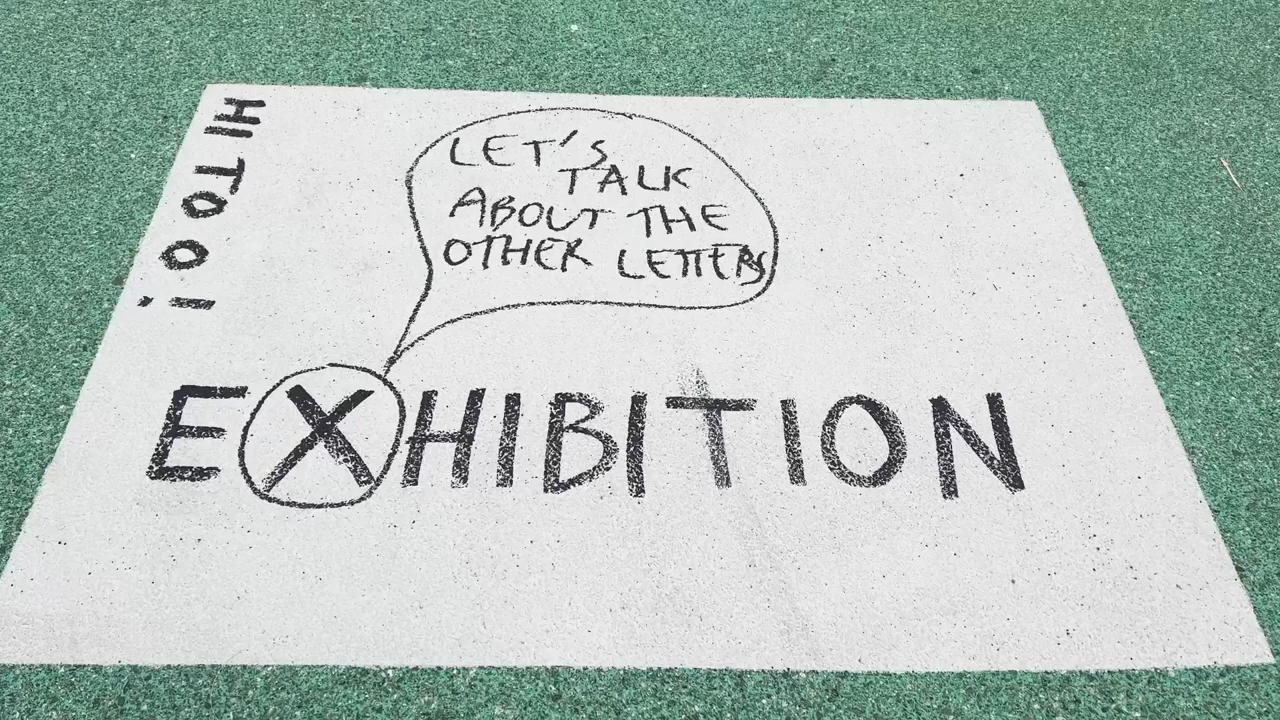 HI TOO!
LET'S
TALK
ABOUT THE
OTHER LETTERS
EXHIBITION